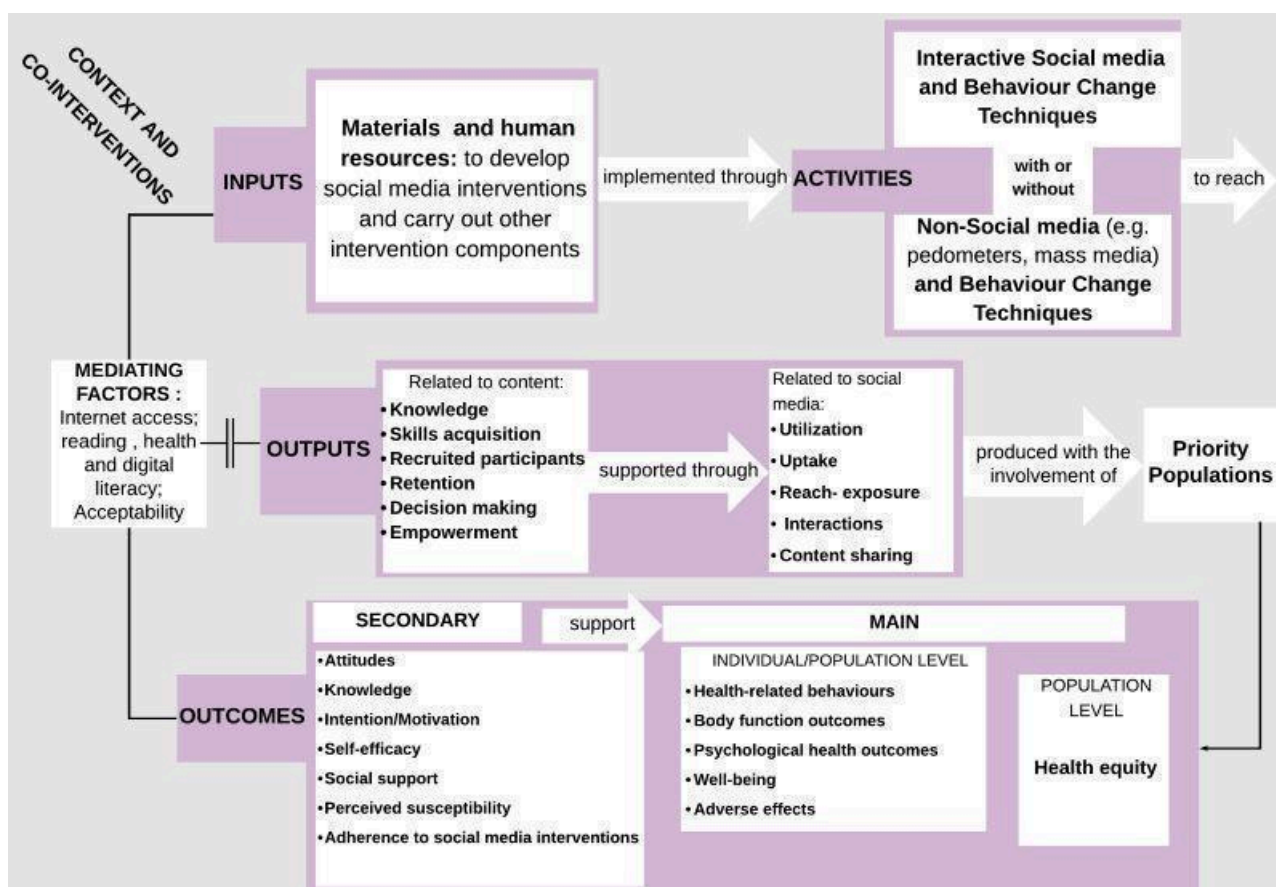 CONTEXT AND
CO-INTERVENTIONS
INPUTS
Materials and human
resources: to develop
social media interventions
and carry out other
intervention components
implemented through
ACTIVITIES
Interactive Social media
and Behaviour Change
Techniques
with or
without
Non-Social media (e.g.
pedometers, mass media)
and Behaviour Change
Techniques
to reach
MEDIATING
FACTORS :
Internet access;
reading , health
and digital
literacy;
Acceptability
OUTPUTS
Related to content:
•Knowledge
•Skills acquisition
•Recruited participants
•Retention
•Decision making
•Empowerment
supported through
Related to social
media:
•Utilization
•Uptake
•Reach- exposure
• Interactions
•Content sharing
produced with the
involvement of
Priority
Populations
OUTCOMES
SECONDARY
•Attitudes
•Knowledge
•Intention/Motivation
•Self-efficacy
•Social support
•Perceived susceptibility
•Adherence to social media interventions
support
MAIN
INDIVIDUAL/POPULATION LEVEL
•Health-related behaviours
•Body function outcomes
•Psychological health outcomes
•Well-being
•Adverse effects
POPULATION
LEVEL
Health equity